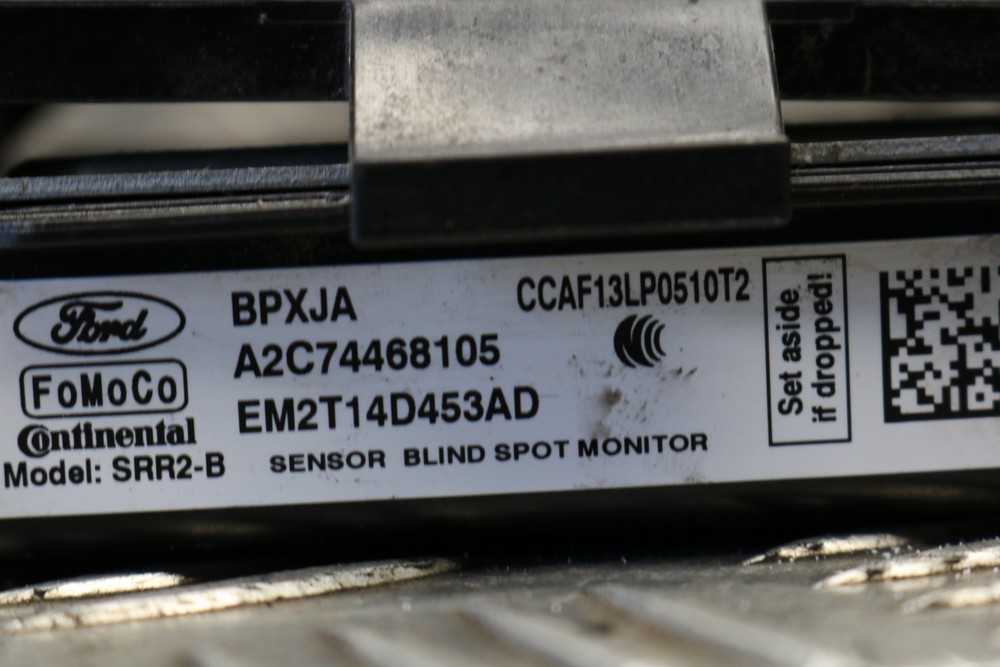 Ford
FoMoCo
Continental
Model: SRR2-B
BPXJA
A2C74468105
EM2T14D453AD
SENSOR BLIND SPOT MONITOR
CCAF13LP0510T2
Set aside
if dropped!